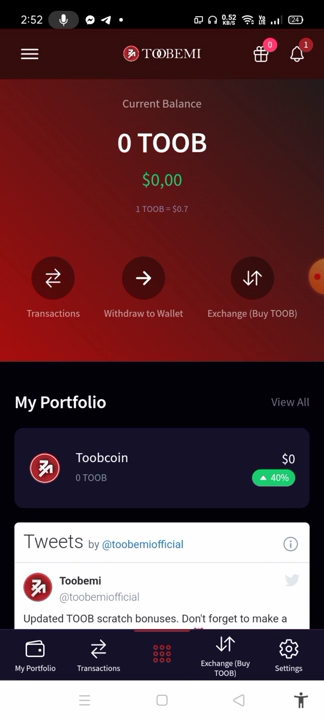 2:52
0.52
KB/S
24
TOOBEMI
0
1
Current Balance
0 TOOB
$0,00
1 TOOB = $0.7
Transactions
Withdraw to Wallet
Exchange (Buy TOOB)
My Portfolio
View All
Toobcoin
$0
0 TOOB
40%
Tweets by @toobemiofficial
Toobemi
@toobemiofficial
Updated TOOB scratch bonuses. Don't forget to make a
My Portfolio
Transactions
Exchange (Buy
TOOB)
Settings